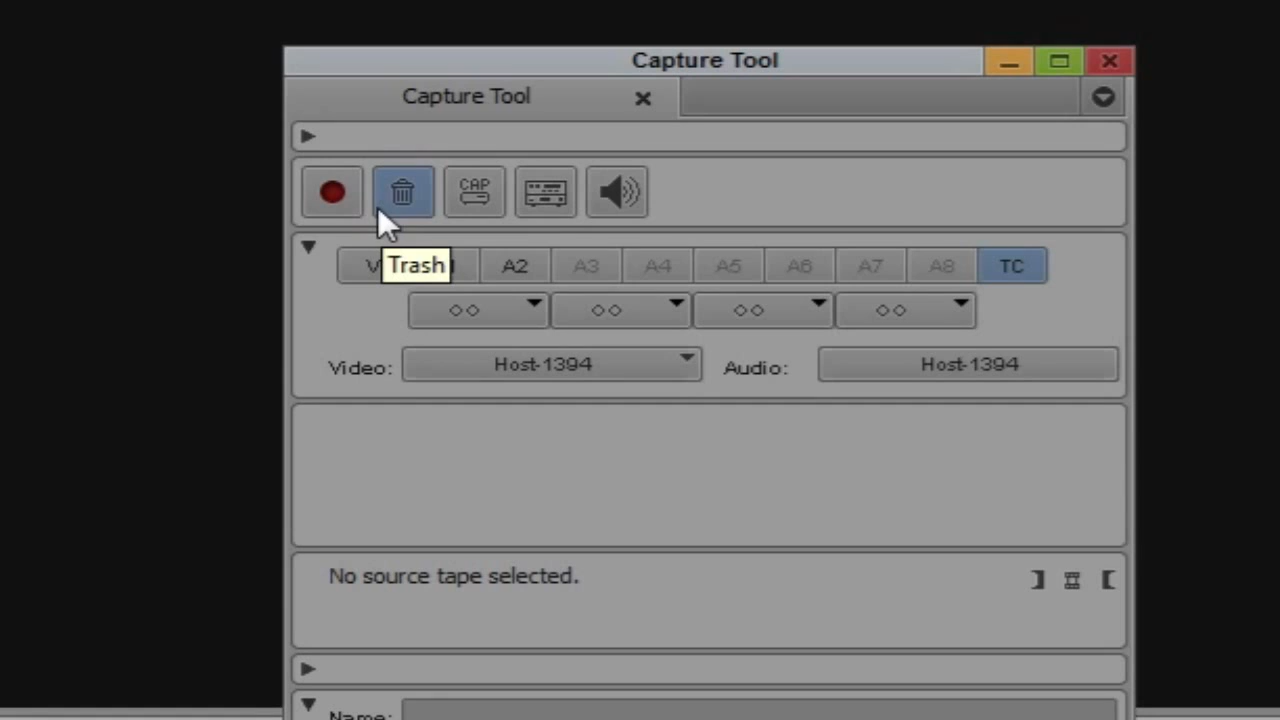 Capture Tool
Capture Tool
CAP
Trash
V A2 A3 A4 A5 A6 A7 A8 TC
Video: Host-1394 Audio: Host-1394
No source tape selected.
Name: